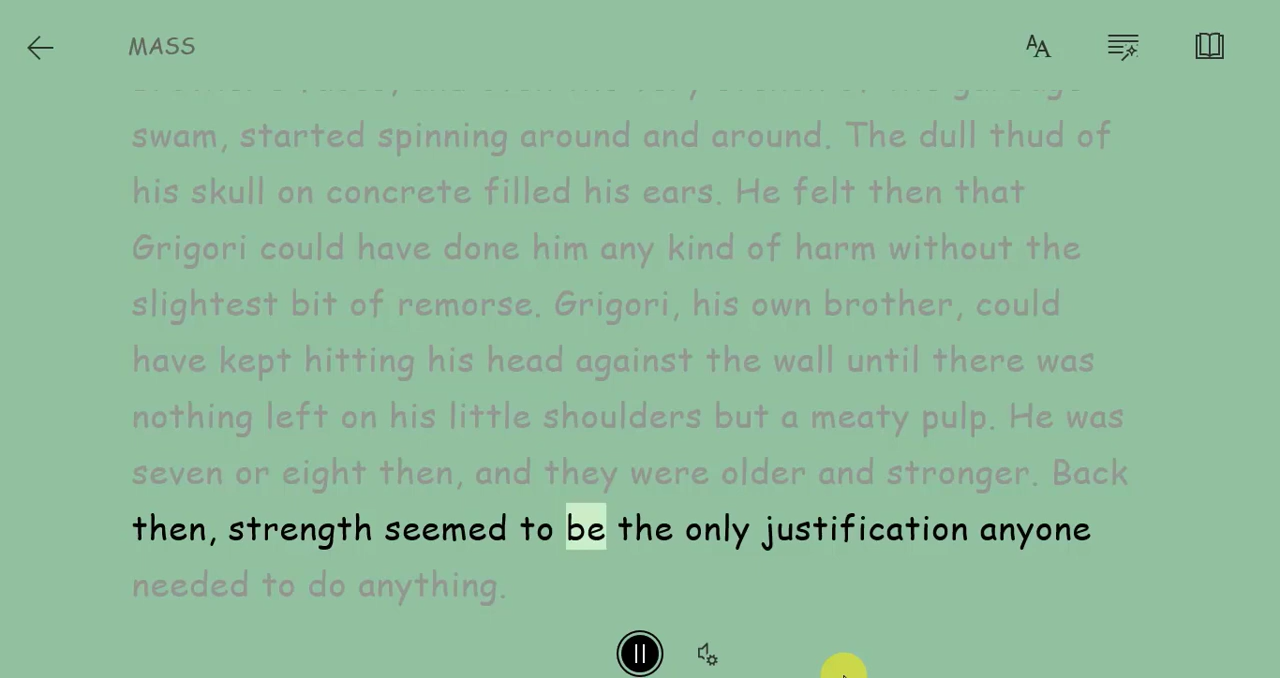 MASS
AA
swam, started spinning around and around. The dull thud of
his skull on concrete filled his ears. He felt then that
Grigori could have done him any kind of harm without the
slightest bit of remorse. Grigori, his own brother, could
have kept hitting his head against the wall until there was
nothing left on his little shoulders but a meaty pulp. He was
seven or eight then, and they were older and stronger. Back
then, strength seemed to be the only justification anyone
needed to do anything.